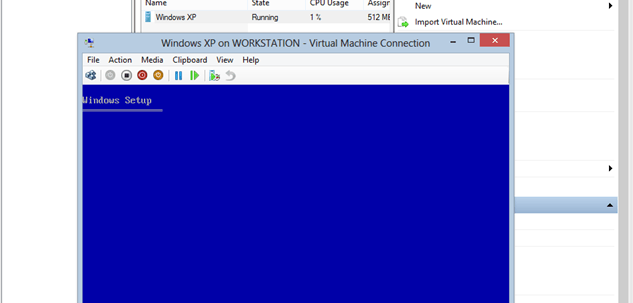 Name State CPU Usage Assign
Windows XP Running 1 % 512 MB
New
Import Virtual Machine...
Windows XP on WORKSTATION - Virtual Machine Connection
File Action Media Clipboard View Help
Windows Setup